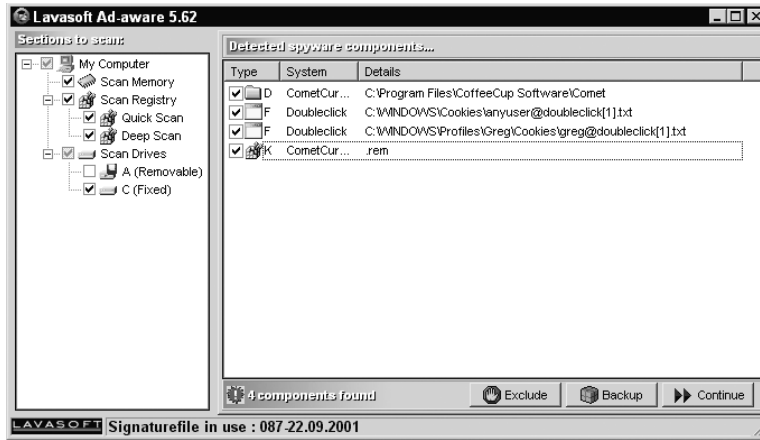 Lavasoft Ad-aware 5.62
Sections to scan:
My Computer
Scan Memory
Scan Registry
Quick Scan
Deep Scan
Scan Drives
A (Removable)
C (Fixed)
Detected spyware components...
Type System Details
D CometCur... C:\Program Files\CoffeeCup Software\Comet
F Doubleclick C:\WINDOWS\Cookies\anyuser@doubleclick[1].txt
F Doubleclick C:\WINDOWS\Profiles\Greg\Cookies\greg@doubleclick[1].txt
K CometCur... .rem
4 components found
Exclude Backup Continue
LAVASOFT Signaturefile in use : 087-22.09.2001